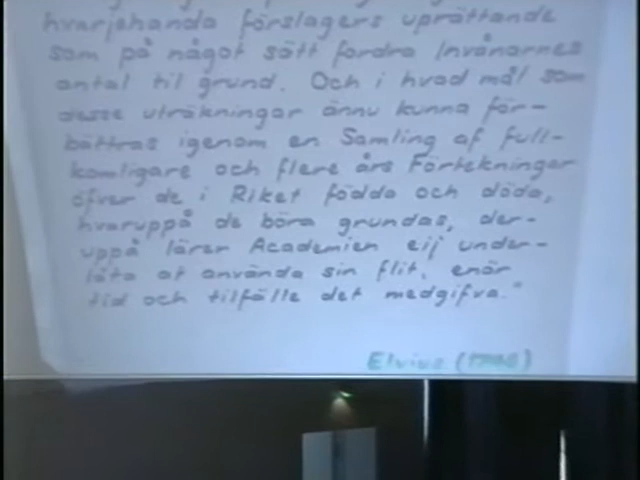 hvarjehanda förslagers uprättande
som på något sätt fordra Invånarnes
antal til grund. Och i hvad mål som
desse uträkningar ännu kunna för-
bättras igenom en Samling af full-
komligare och flere års Förtekningar
öfver de i Riket födda och döda,
hvaruppå de böra grundas, der-
uppå lärer Academien eij under-
låta at använda sin flit, enär
tid och tilfälle det medgifva."
Elvius